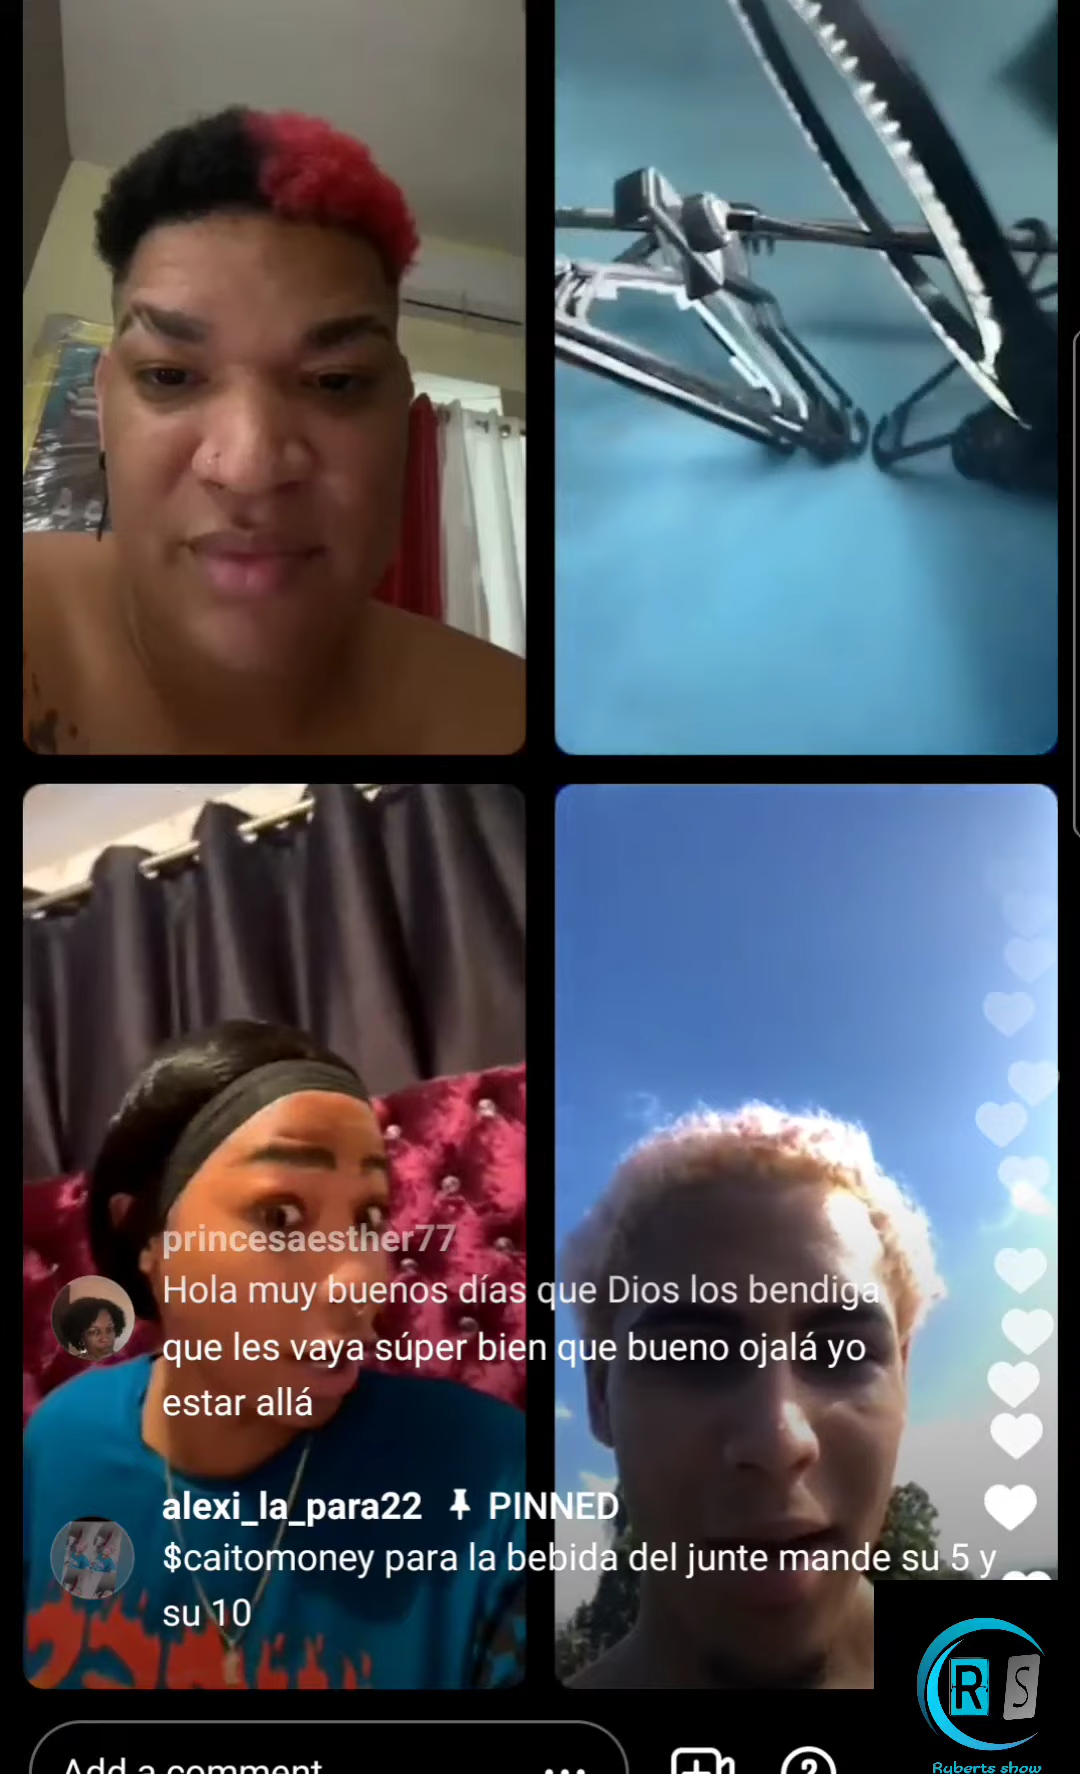 princesaesther77
Hola muy buenos días que Dios los bendiga
que les vaya súper bien que bueno ojalá yo
estar allá
alexi_la_para22 PINNED
$caitomoney para la bebida del junte mande su 5 y
su 10
Add a comment
R S
Ryberts show